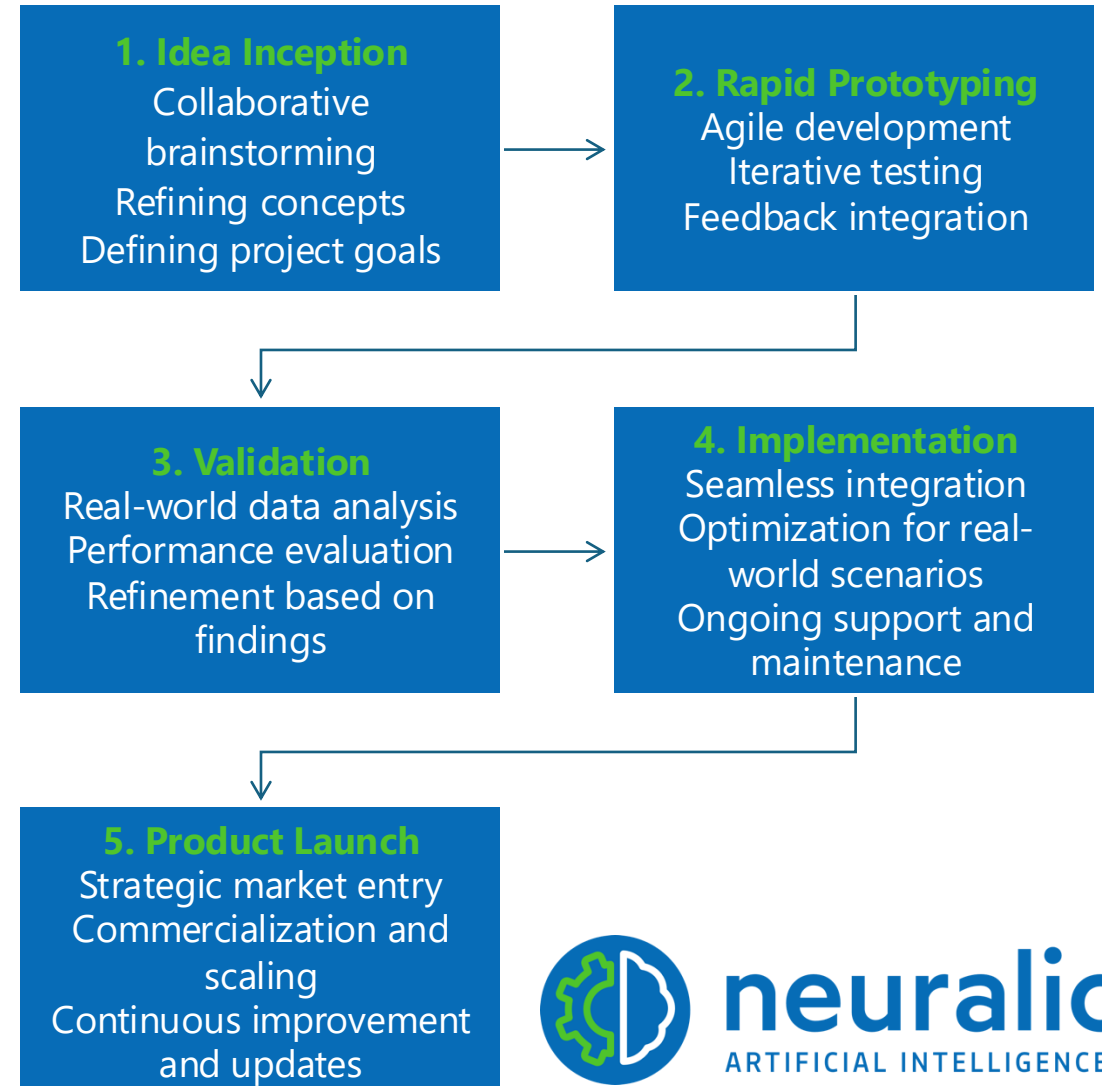 1. Idea Inception
Collaborative
brainstorming
Refining concepts
Defining project goals
2. Rapid Prototyping
Agile development
Iterative testing
Feedback integration
3. Validation
Real-world data analysis
Performance evaluation
Refinement based on
findings
4. Implementation
Seamless integration
Optimization for real-
world scenarios
Ongoing support and
maintenance
5. Product Launch
Strategic market entry
Commercialization and
scaling
Continuous improvement
and updates
neuralic
ARTIFICIAL INTELLIGENCE